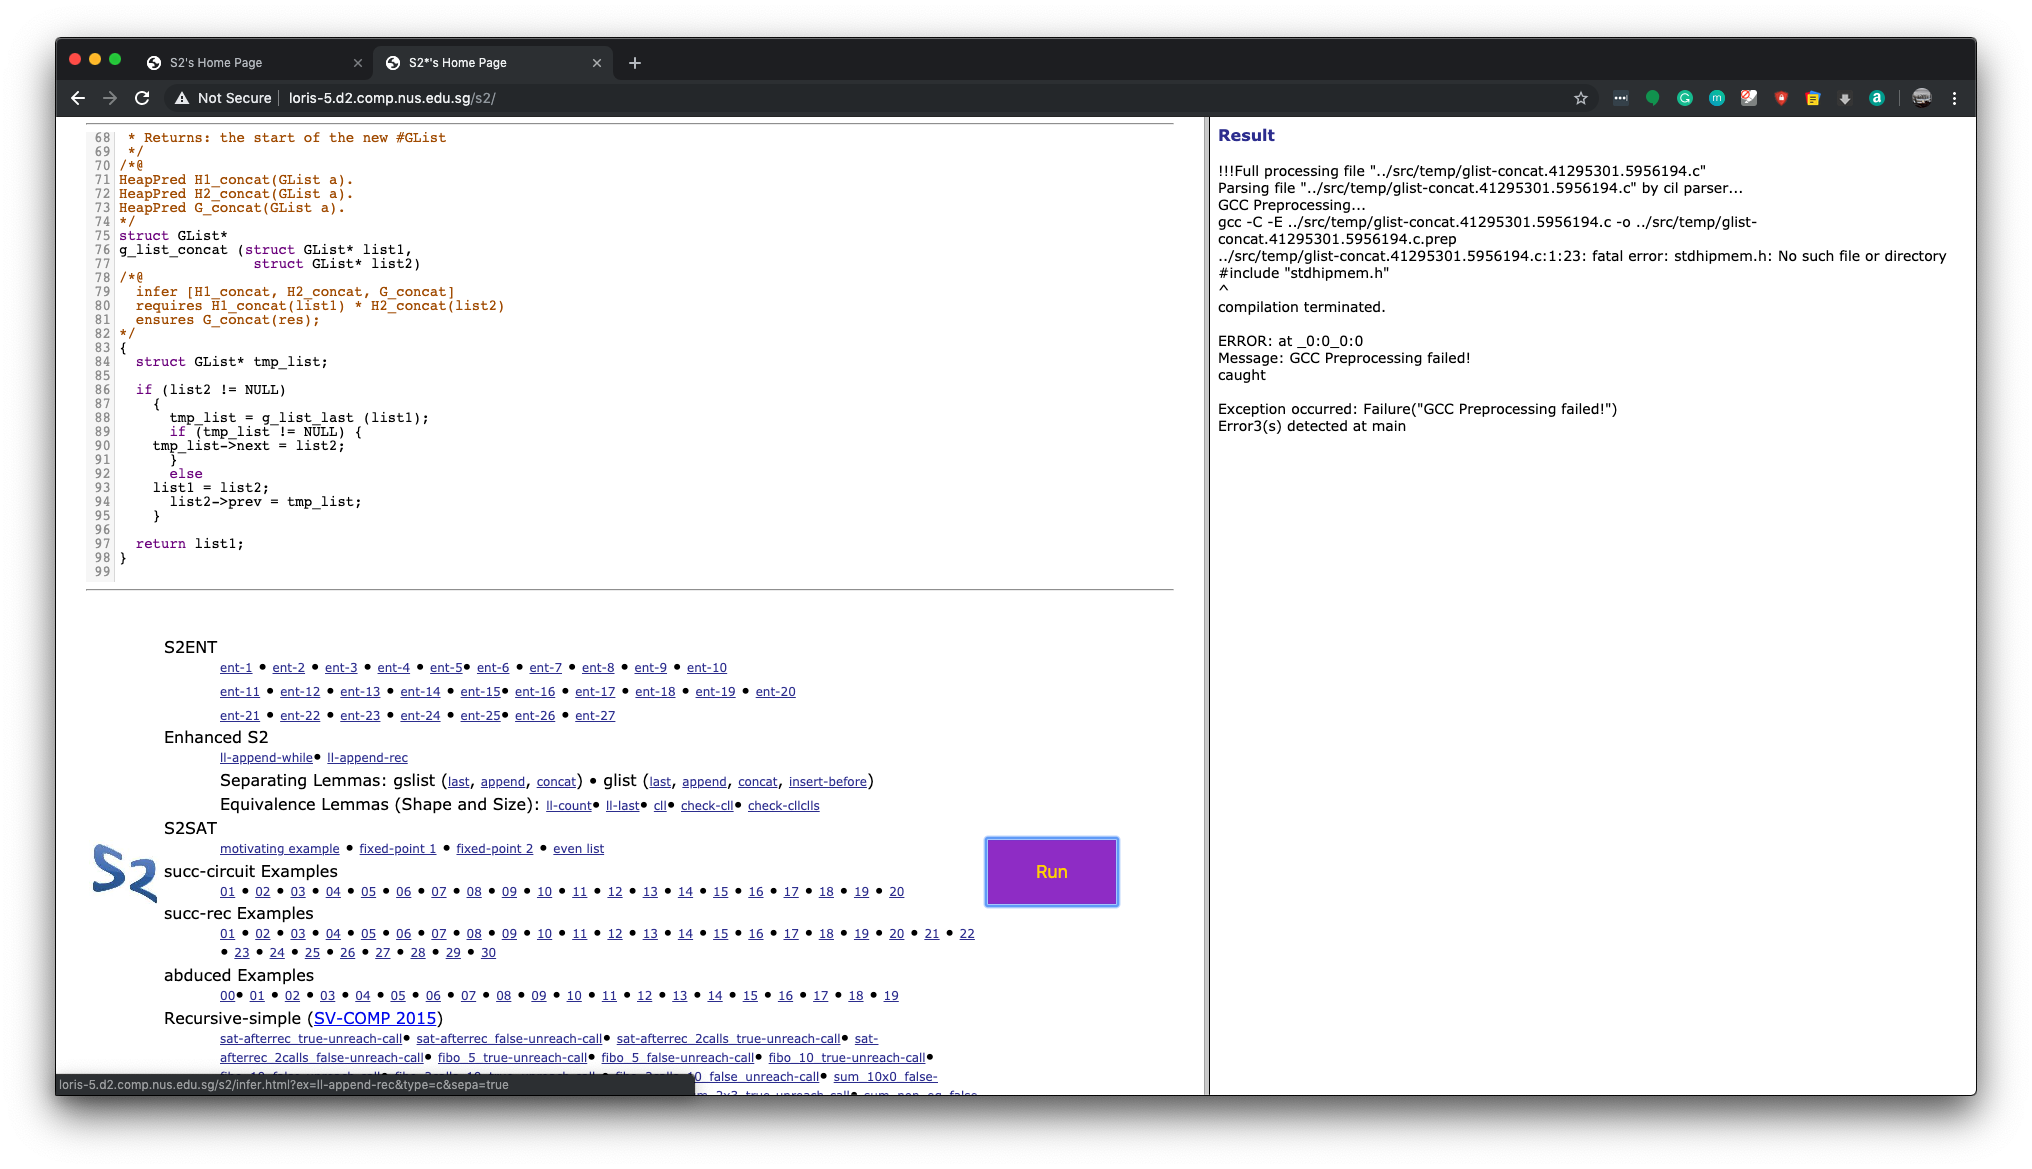 S2's Home Page
S2*'s Home Page
Not Secure
loris-5.d2.comp.nus.edu.sg/s2/
68 * Returns: the start of the new #GList
69 */
70 /*@
71 HeapPred H1_concat(GList a).
72 HeapPred H2_concat(GList a).
73 HeapPred G_concat(GList a).
74 */
75 struct GList*
76 g_list_concat (struct GList* list1,
77 struct GList* list2)
78 /*@
79 infer [H1_concat, H2_concat, G_concat]
80 requires H1_concat(list1) * H2_concat(list2)
81 ensures G_concat(res);
82 */
83 {
84 struct GList* tmp_list;
85
86 if (list2 != NULL)
87 {
88 tmp_list = g_list_last (list1);
89 if (tmp_list != NULL) {
90 tmp_list->next = list2;
91 }
92 else
93 list1 = list2;
94 list2->prev = tmp_list;
95 }
96
97 return list1;
98 }
99
S2ENT
ent-1 • ent-2 • ent-3 • ent-4 • ent-5• ent-6 • ent-7 • ent-8 • ent-9 • ent-10
ent-11 • ent-12 • ent-13 • ent-14 • ent-15• ent-16 • ent-17 • ent-18 • ent-19 • ent-20
ent-21 • ent-22 • ent-23 • ent-24 • ent-25• ent-26 • ent-27
Enhanced S2
ll-append-while• ll-append-rec
Separating Lemmas: gslist (last, append, concat) • glist (last, append, concat, insert-before)
Equivalence Lemmas (Shape and Size): ll-count• ll-last• cll• check-cll• check-cllclls
S2SAT
motivating example • fixed-point 1 • fixed-point 2 • even list
S2
succ-circuit Examples
01 • 02 • 03 • 04 • 05 • 06 • 07 • 08 • 09 • 10 • 11 • 12 • 13 • 14 • 15 • 16 • 17 • 18 • 19 • 20
succ-rec Examples
01 • 02 • 03 • 04 • 05 • 06 • 07 • 08 • 09 • 10 • 11 • 12 • 13 • 14 • 15 • 16 • 17 • 18 • 19 • 20 • 21 • 22
• 23 • 24 • 25 • 26 • 27 • 28 • 29 • 30
abduced Examples
00• 01 • 02 • 03 • 04 • 05 • 06 • 07 • 08 • 09 • 10 • 11 • 12 • 13 • 14 • 15 • 16 • 17 • 18 • 19
Recursive-simple (SV-COMP 2015)
sat-afterrec_true-unreach-call• sat-afterrec_false-unreach-call• sat-afterrec_2calls_true-unreach-call• sat-
afterrec_2calls_false-unreach-call• fibo_5_true-unreach-call• fibo_5_false-unreach-call• fibo_10_true-unreach-call•
false_unreach-call• sum_10x0_false-
loris-5.d2.comp.nus.edu.sg/s2/infer.html?ex=ll-append-rec&type=c&sepa=true
Run
Result
!!!Full processing file "../src/temp/glist-concat.41295301.5956194.c"
Parsing file "../src/temp/glist-concat.41295301.5956194.c" by cil parser...
GCC Preprocessing...
gcc -C -E ../src/temp/glist-concat.41295301.5956194.c -o ../src/temp/glist-
concat.41295301.5956194.c.prep
../src/temp/glist-concat.41295301.5956194.c:1:23: fatal error: stdhipmem.h: No such file or directory
#include "stdhipmem.h"
^
compilation terminated.
ERROR: at _0:0_0:0
Message: GCC Preprocessing failed!
caught
Exception occurred: Failure("GCC Preprocessing failed!")
Error3(s) detected at main